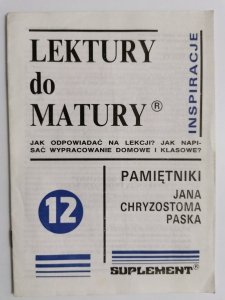 LEKTURY
do
MATURY®
INSPIRACJE
JAK ODPOWIADAĆ NA LEKCJI? JAK NAPI-
SAĆ WYPRACOWANIE DOMOWE I KLASOWE?
12
PAMIĘTNIKI
JANA
CHRYZOSTOMA
PASKA
SUPLEMENT®